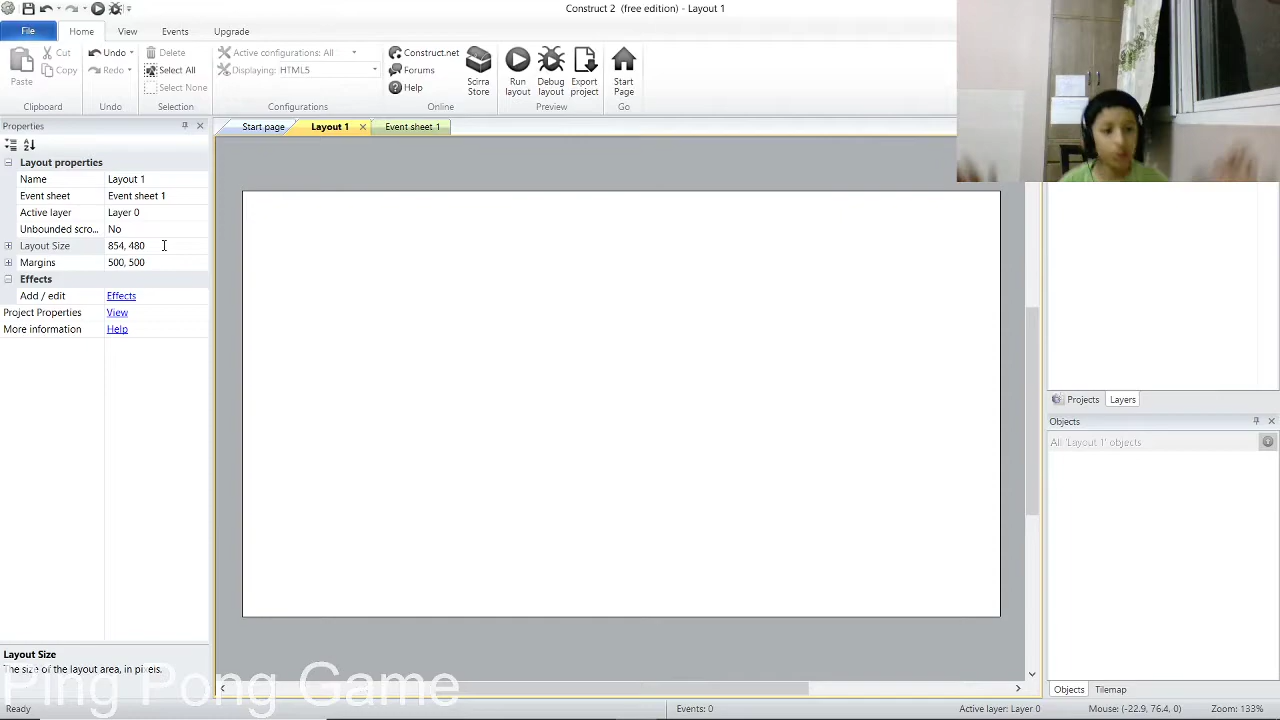 Construct 2 (free edition) - Layout 1
File
Home
View
Events
Upgrade
Paste
Cut
Copy
Clipboard
Undo
Redo
Undo
Delete
Select All
Select None
Selection
Active configurations: All
Displaying: HTML5
Configurations
Construct.net
Forums
Help
Scirra Store
Online
Run layout
Debug layout
Export project
Preview
Start Page
Go
Properties
Start page
Layout 1
Event sheet 1
Layout properties
Name Layout 1
Event sheet Event sheet 1
Active layer Layer 0
Unbounded scro... No
Layout Size 854, 480
Margins 500, 500
Effects
Add / edit Effects
Project Properties View
More information Help
Projects
Layers
Objects
All 'Layout 1' objects
Layout Size
The size of the layout area, in pixels.
Ping Pong Game
Objects
Tilemap
Ready
Events: 0
Active layer: Layer 0
Mouse: (-22.9, 76.4, 0)
Zoom: 133%